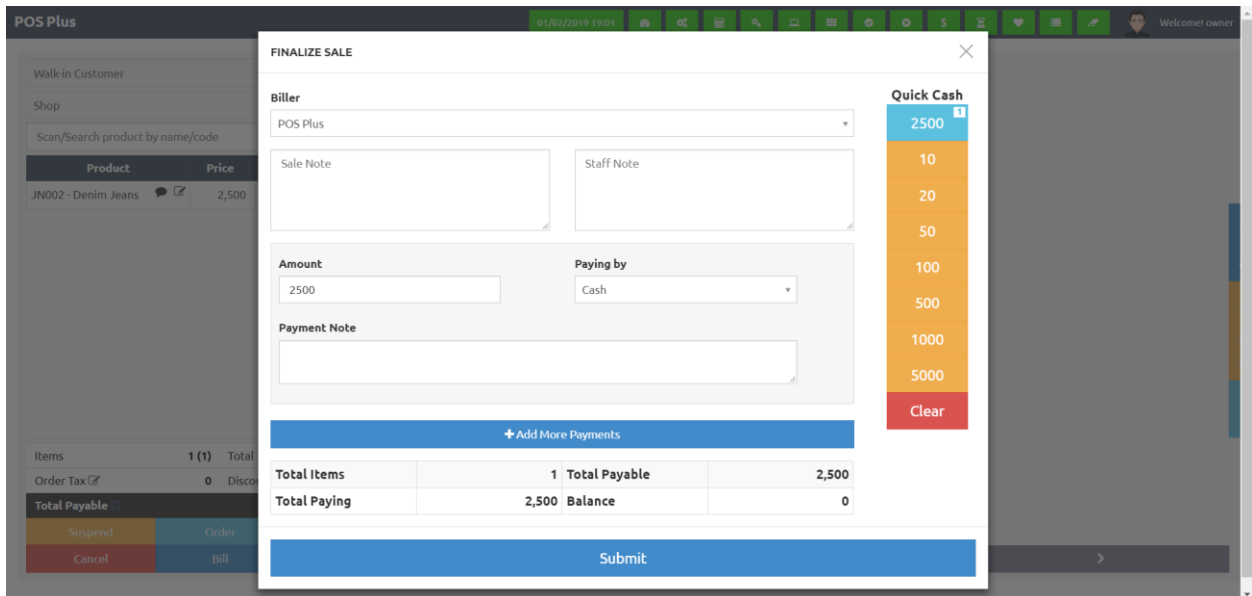 POS Plus
01/02/2019 19:01
Welcome! owner
Walk-in Customer
Shop
Scan/Search product by name/code
Product Price
JN002 - Denim Jeans 2,500
Items 1 (1) Total
Order Tax 0
Total Payable
Suspend Order
Cancel Bill
FINALIZE SALE
Biller
POS Plus
Sale Note Staff Note
Amount Paying by
2500 Cash
Payment Note
Add More Payments
Total Items 1 Total Payable 2,500
Total Paying 2,500 Balance 0
Submit
Quick Cash
2500 1
10
20
50
100
500
1000
5000
Clear